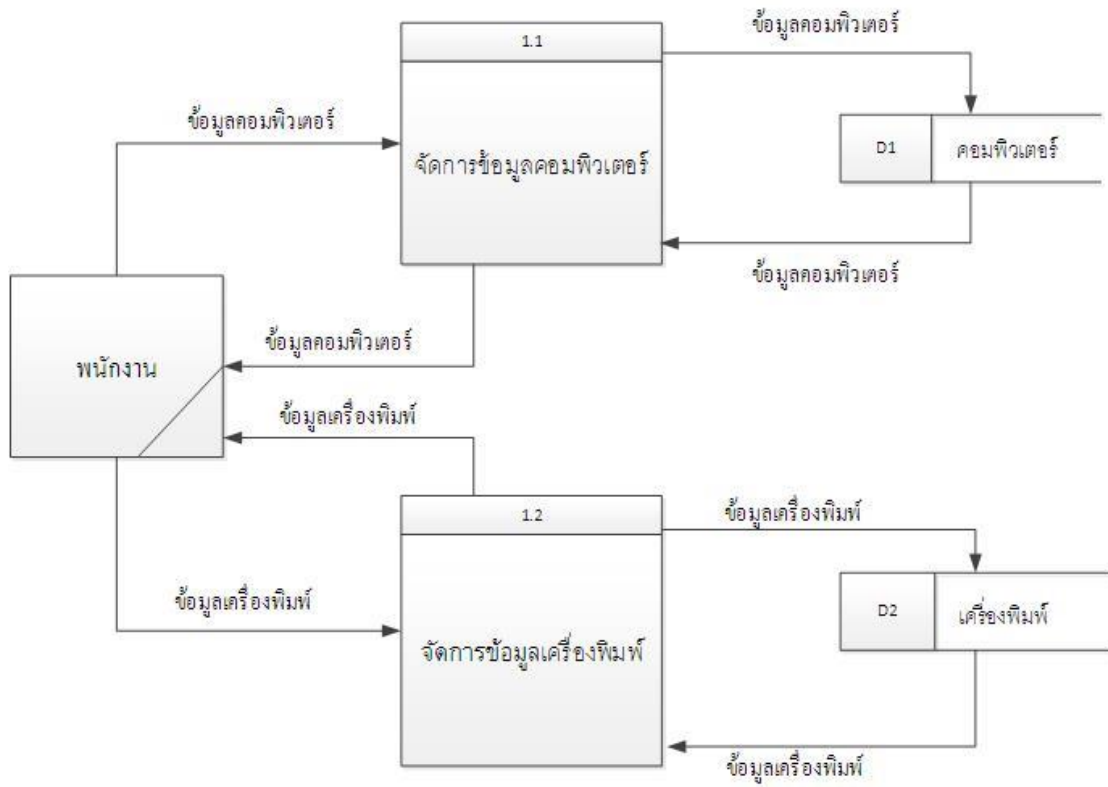 ข้อมูลคอมพิวเตอร์
1.1
ข้อมูลคอมพิวเตอร์
จัดการข้อมูลคอมพิวเตอร์
D1
คอมพิวเตอร์
ข้อมูลคอมพิวเตอร์
ข้อมูลคอมพิวเตอร์
พนักงาน
ข้อมูลเครื่องพิมพ์
1.2
ข้อมูลเครื่องพิมพ์
ข้อมูลเครื่องพิมพ์
D2
เครื่องพิมพ์
จัดการข้อมูลเครื่องพิมพ์
ข้อมูลเครื่องพิมพ์